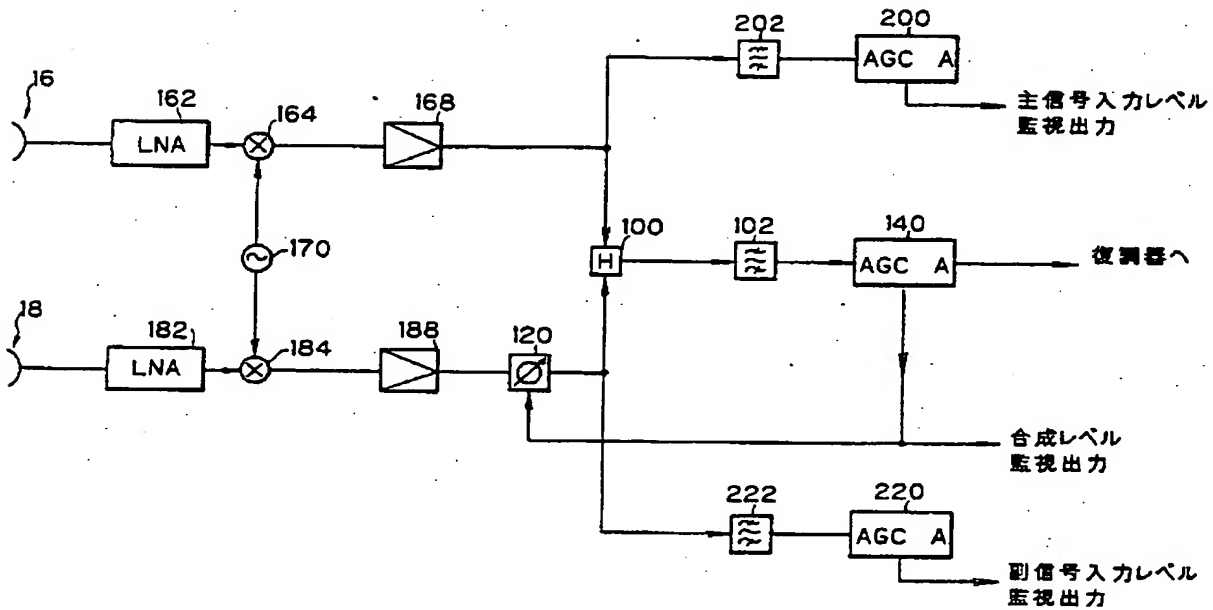 202
200
AGC A
主信号入力レベル
監視出力
16
162
LNA
164
168
170
100
H
102
140
AGC A
復調器へ
18
182
LNA
184
188
120
合成レベル
監視出力
222
220
AGC A
副信号入力レベル
監視出力